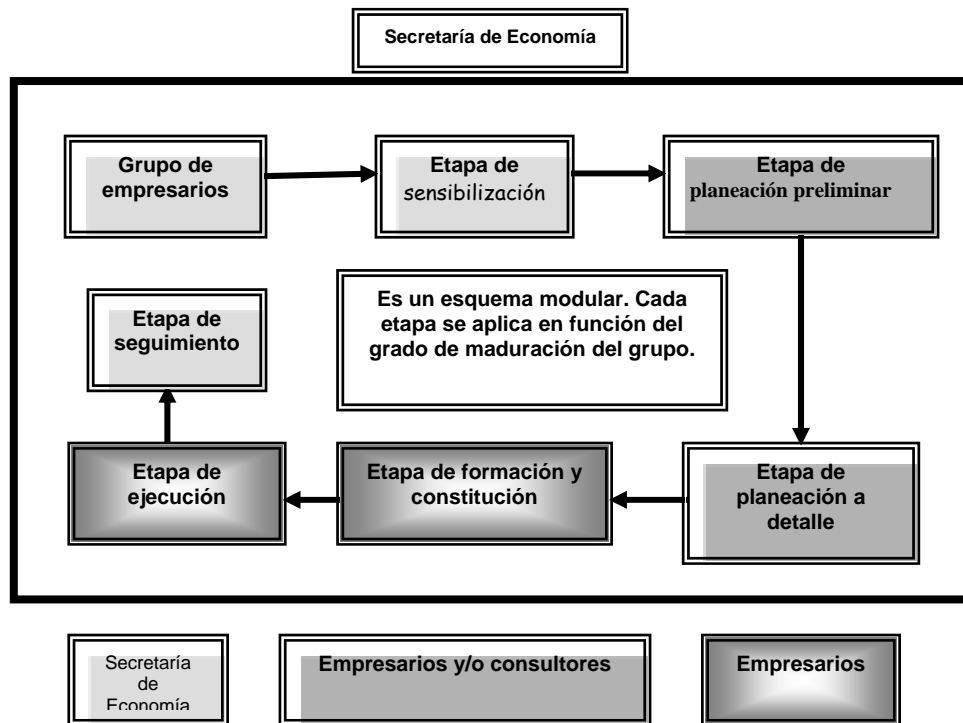 Secretaría de Economía
Grupo de
empresarios
Etapa de
sensibilización
Etapa de
planeación preliminar
Etapa de
seguimiento
Es un esquema modular. Cada
etapa se aplica en función del
grado de maduración del grupo.
Etapa de
ejecución
Etapa de formación y
constitución
Etapa de
planeación a
detalle
Secretaría
de
Economía
Empresarios y/o consultores
Empresarios